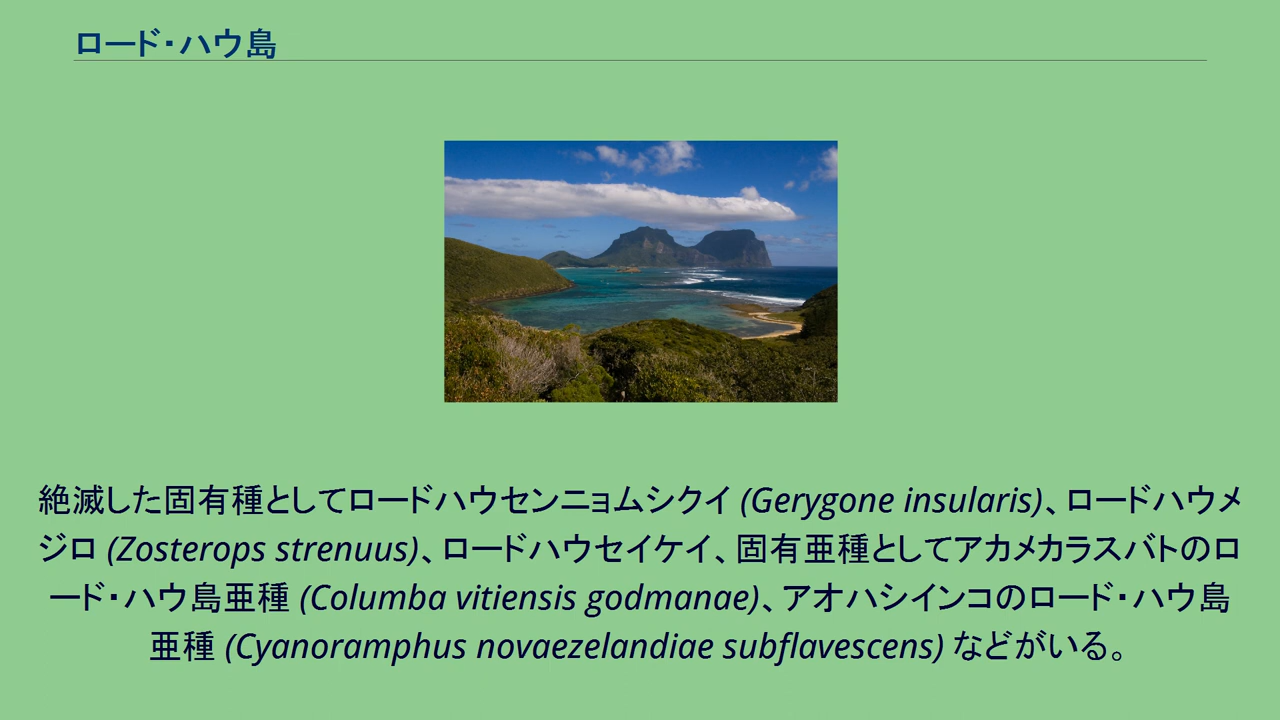 ロード・ハウ島
絶滅した固有種としてロードハウセンニョムシクイ (Gerygone insularis)、ロードハウメ
ジロ (Zosterops strenuus)、ロードハウセイケイ、固有亜種としてアカメカラスバトのロ
ード・ハウ島亜種 (Columba vitiensis godmanae)、アオハシインコのロード・ハウ島
亜種 (Cyanoramphus novaezelandiae subflavescens) などがいる。